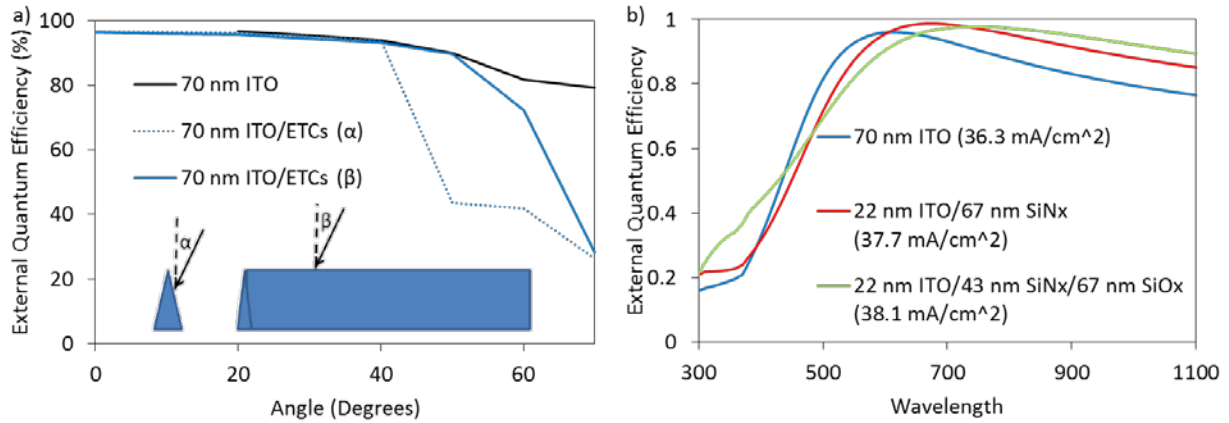 a)
External Quantum Efficiency (%)
100
80
60
40
20
0
70 nm ITO
70 nm ITO/ETCs (α)
70 nm ITO/ETCs (β)
α
β
0
20
40
60
Angle (Degrees)
b)
External Quantum Efficiency
1
0.8
0.6
0.4
0.2
0
70 nm ITO (36.3 mA/cm^2)
22 nm ITO/67 nm SiNx
(37.7 mA/cm^2)
22 nm ITO/43 nm SiNx/67 nm SiOx
(38.1 mA/cm^2)
300
500
700
900
1100
Wavelength